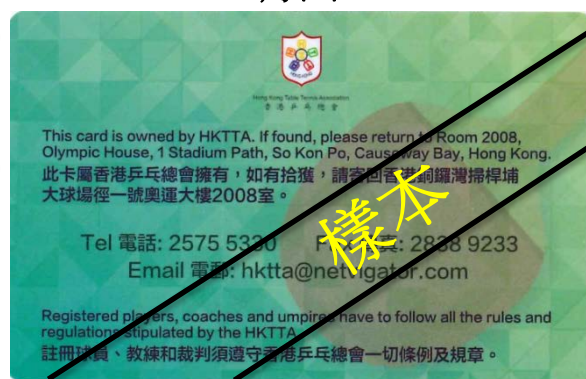 Hong Kong Table Tennis Association
香港乒乓總會
This card is owned by HKTTA. If found, please return to Room 2008,
Olympic House, 1 Stadium Path, So Kon Po, Causeway Bay, Hong Kong.
此卡屬香港乒乓總會擁有，如有拾獲，請寄回香港銅鑼灣掃桿埔
大球場徑一號奧運大樓2008室。
樣本
Tel 電話: 2575 5330 Fax 傳真: 2838 9233
Email 電郵: hktta@netvigator.com
Registered players, coaches and umpires have to follow all the rules and
regulations stipulated by the HKTTA.
註冊球員、教練和裁判須遵守香港乒乓總會一切條例及規章。